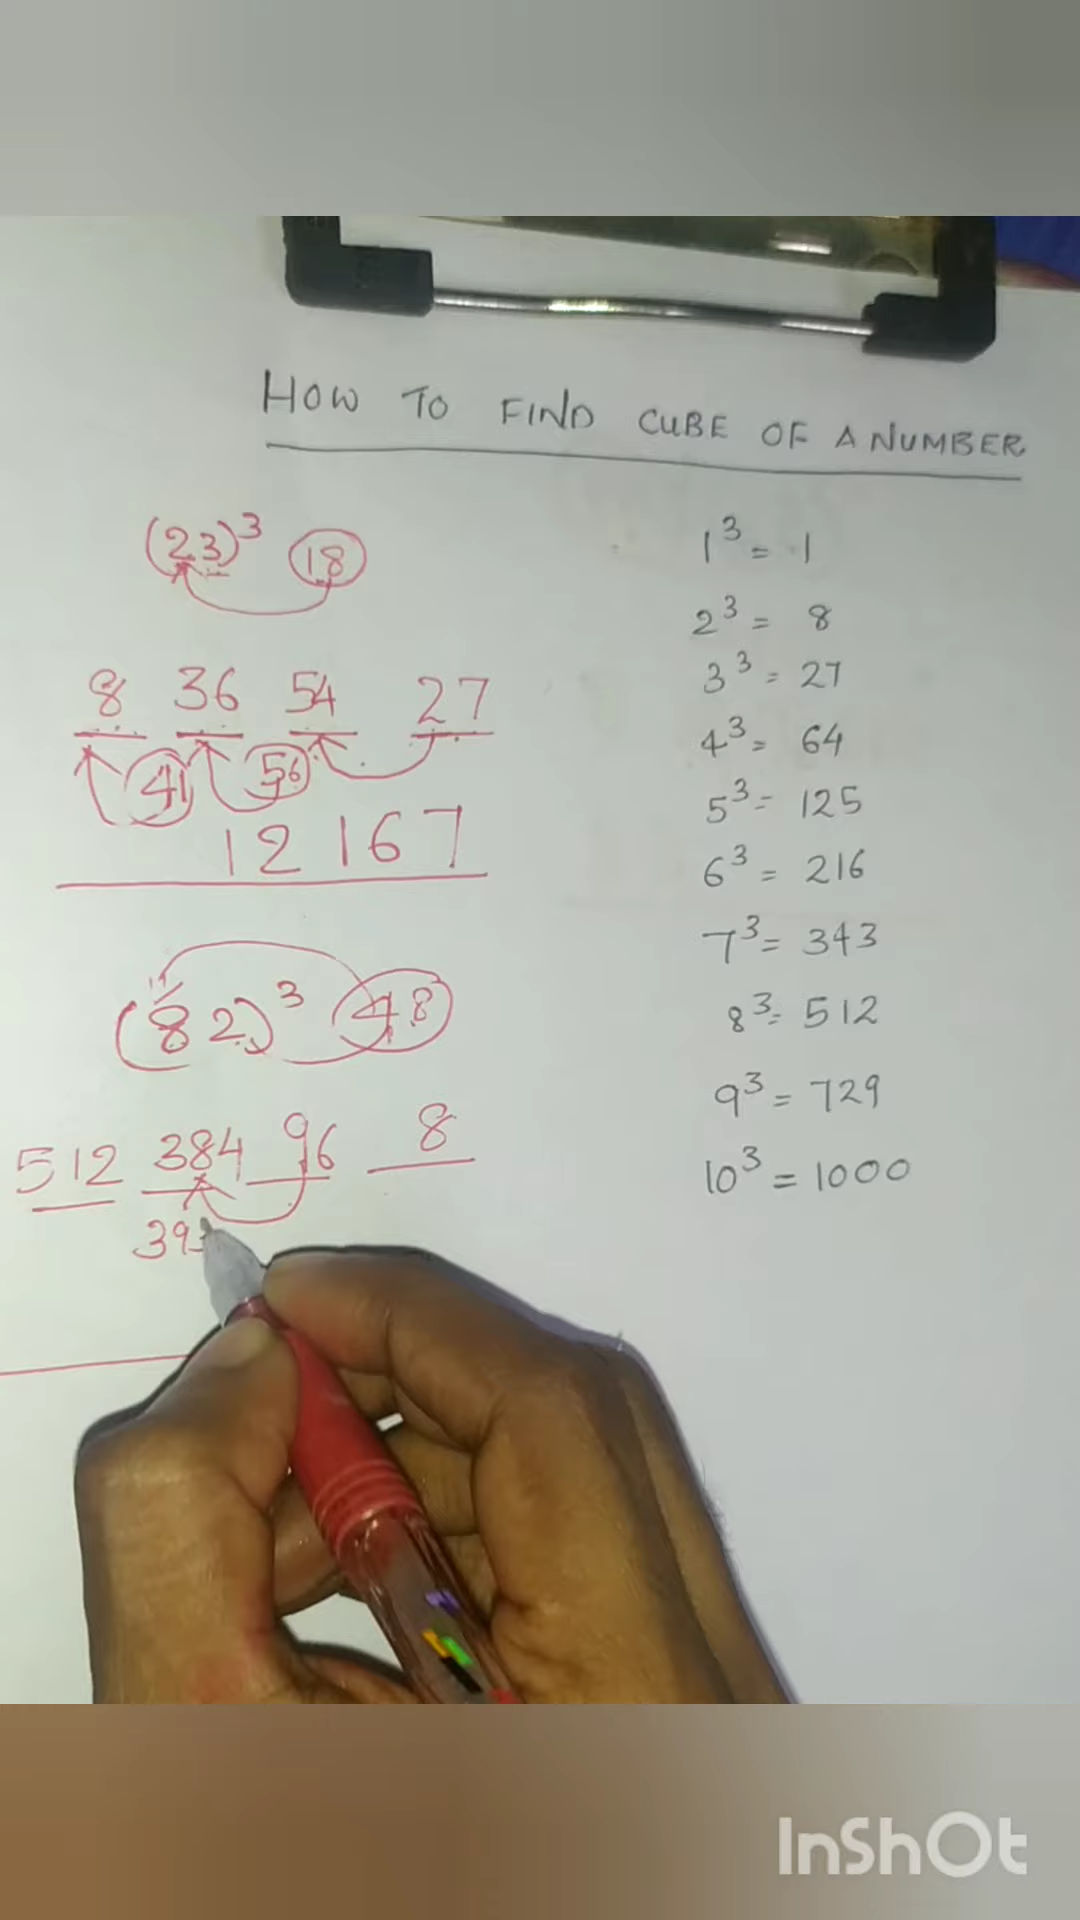 HOW TO FIND CUBE OF A NUMBER
(23)³ 18
8 36 54 27
41 56
12167
(82)³ 48
512 384 96 8
393
1³ = 1
2³ = 8
3³ = 27
4³ = 64
5³ = 125
6³ = 216
7³ = 343
8³ = 512
9³ = 729
10³ = 1000
InShOt